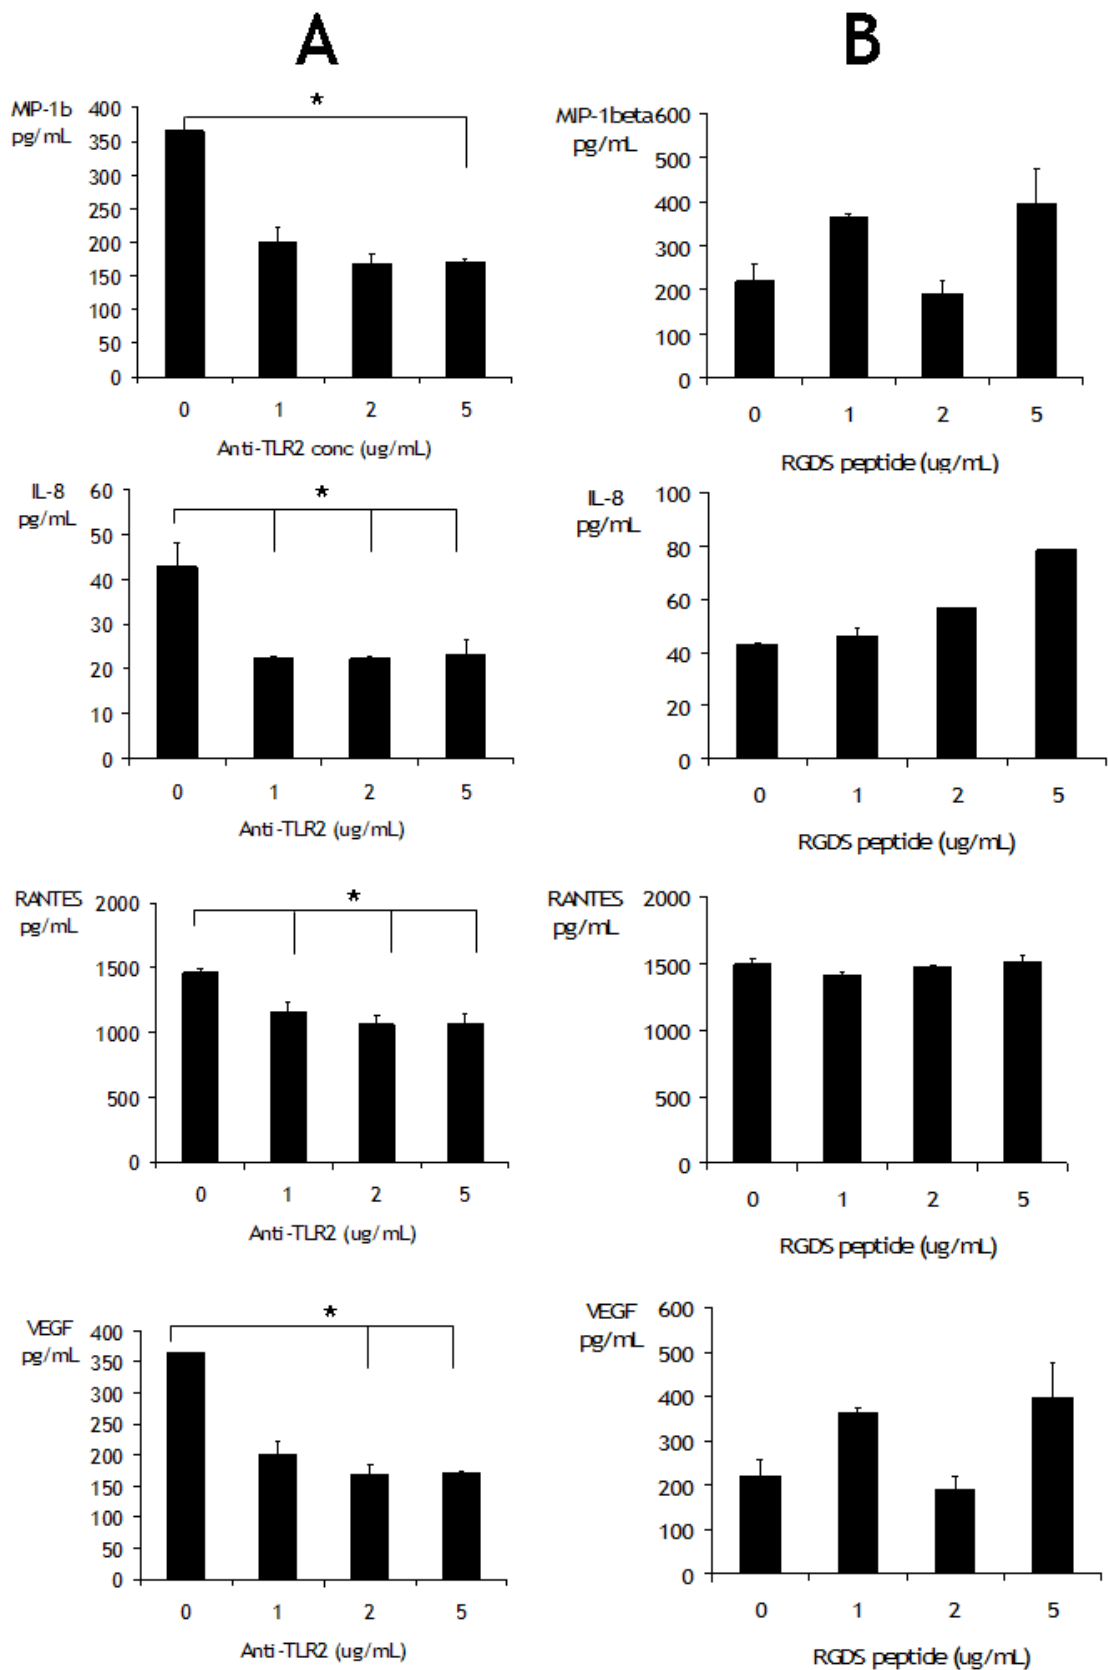 A
B
MIP-1b
pg/mL
400
350
300
250
200
150
100
50
0
*
0 1 2 5
Anti-TLR2 conc (ug/mL)
MIP-1beta
pg/mL
600
500
400
300
200
100
0
0 1 2 5
RGDS peptide (ug/mL)
IL-8
pg/mL
60
50
40
30
20
10
0
*
0 1 2 5
Anti-TLR2 (ug/mL)
IL-8
pg/mL
100
80
60
40
20
0
0 1 2 5
RGDS peptide (ug/mL)
RANTES
pg/mL
2000
1500
1000
500
0
*
0 1 2 5
Anti-TLR2 (ug/mL)
RANTES
pg/mL
2000
1500
1000
500
0
0 1 2 5
RGDS peptide (ug/mL)
VEGF
pg/mL
400
350
300
250
200
150
100
50
0
*
0 1 2 5
Anti-TLR2 (ug/mL)
VEGF
pg/mL
600
500
400
300
200
100
0
0 1 2 5
RGDS peptide (ug/mL)